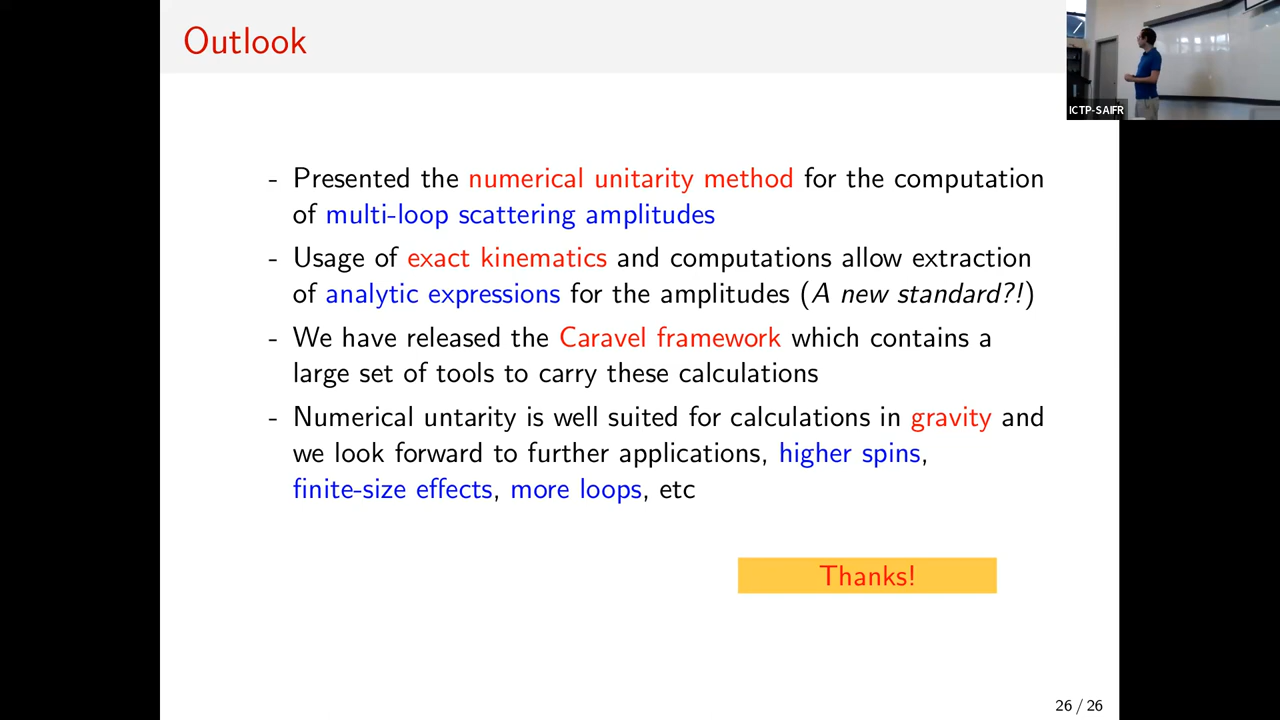 Outlook
ICTP-SAIFR
- Presented the numerical unitarity method for the computation
of multi-loop scattering amplitudes
- Usage of exact kinematics and computations allow extraction
of analytic expressions for the amplitudes (A new standard?!)
- We have released the Caravel framework which contains a
large set of tools to carry these calculations
- Numerical untarity is well suited for calculations in gravity and
we look forward to further applications, higher spins,
finite-size effects, more loops, etc
Thanks!
26 / 26